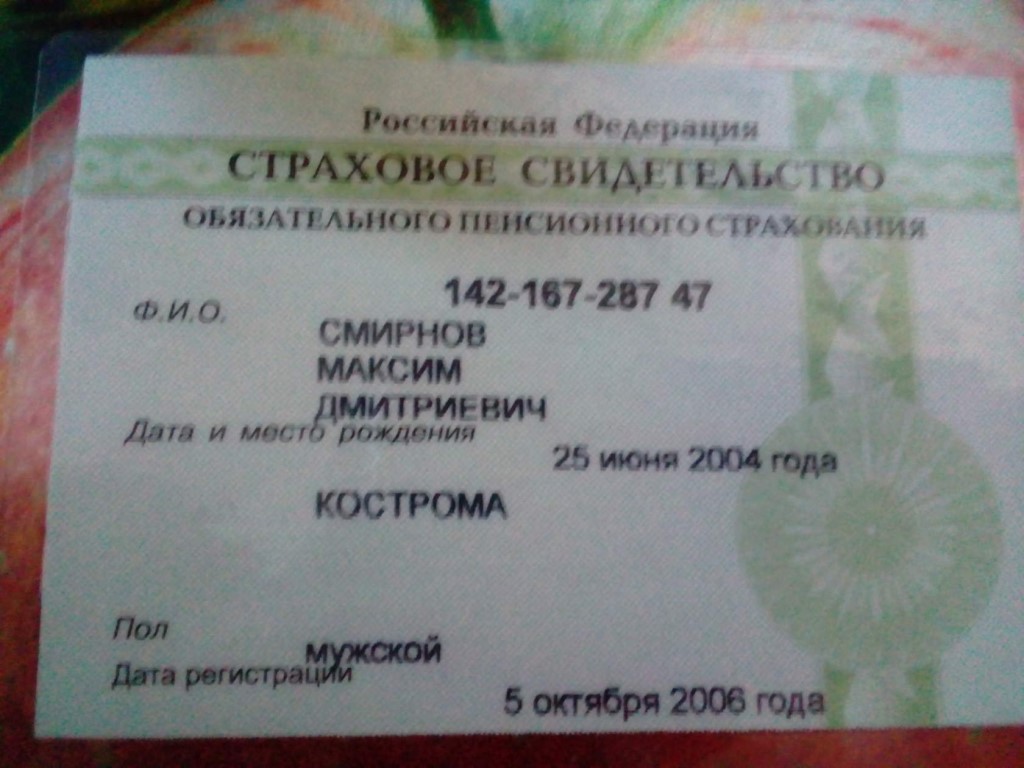 Российская Федерация
СТРАХОВОЕ СВИДЕТЕЛЬСТВО
ОБЯЗАТЕЛЬНОГО ПЕНСИОННОГО СТРАХОВАНИЯ
142-167-287 47
Ф.И.О.
СМИРНОВ
МАКСИМ
ДМИТРИЕВИЧ
Дата и место рождения
25 июня 2004 года
КОСТРОМА
Пол
мужской
Дата регистрации
5 октября 2006 года